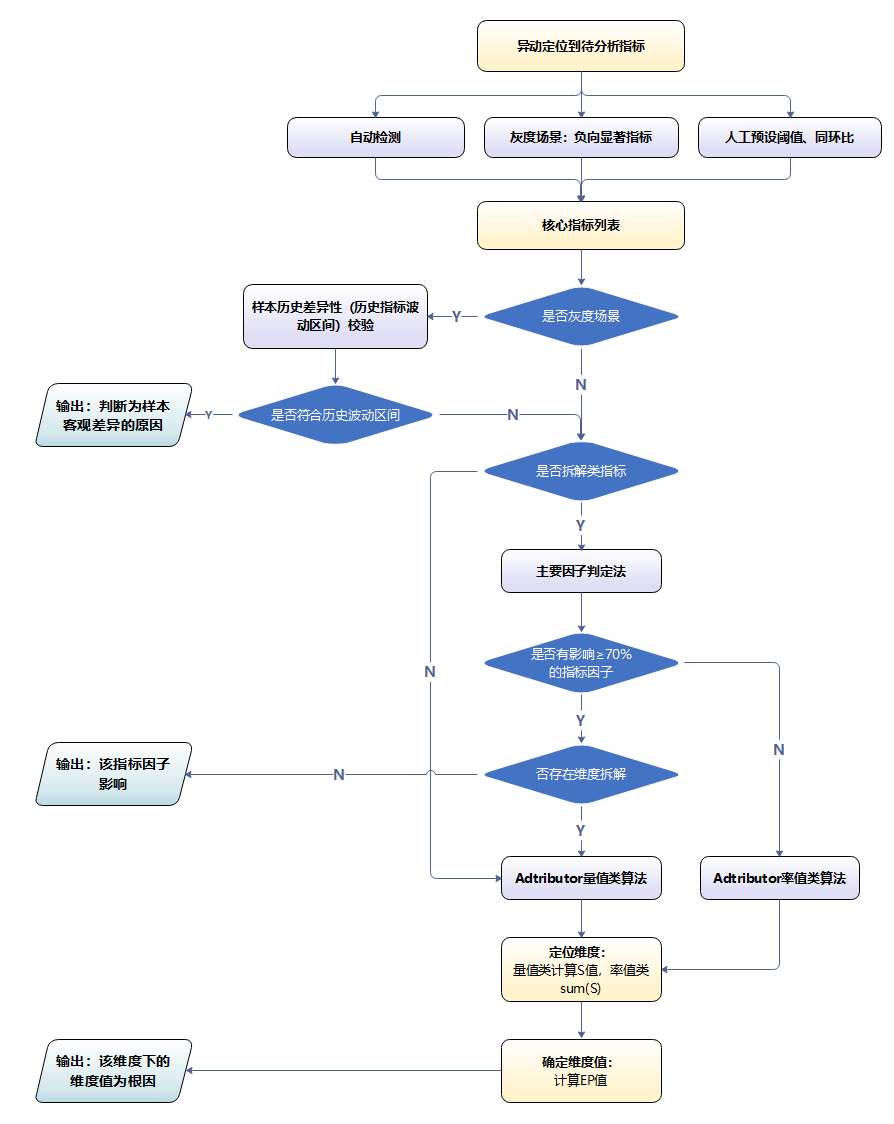 异动定位到待分析指标
自动检测
灰度场景：负向显著指标
人工预设阈值、同环比
核心指标列表
样本历史差异性（历史指标波
动区间）校验
Y
是否灰度场景
N
输出：判断为样本
客观差异的原因
Y
是否符合历史波动区间
N
是否拆解类指标
Y
主要因子判定法
是否有影响≥70%
的指标因子
N
Y
N
输出：该指标因子
影响
N
否存在维度拆解
Y
Adtributor量值类算法
Adtributor率值类算法
定位维度：
量值类计算S值，率值类
sum(S)
输出：该维度下的
维度值为根因
确定维度值：
计算EP值